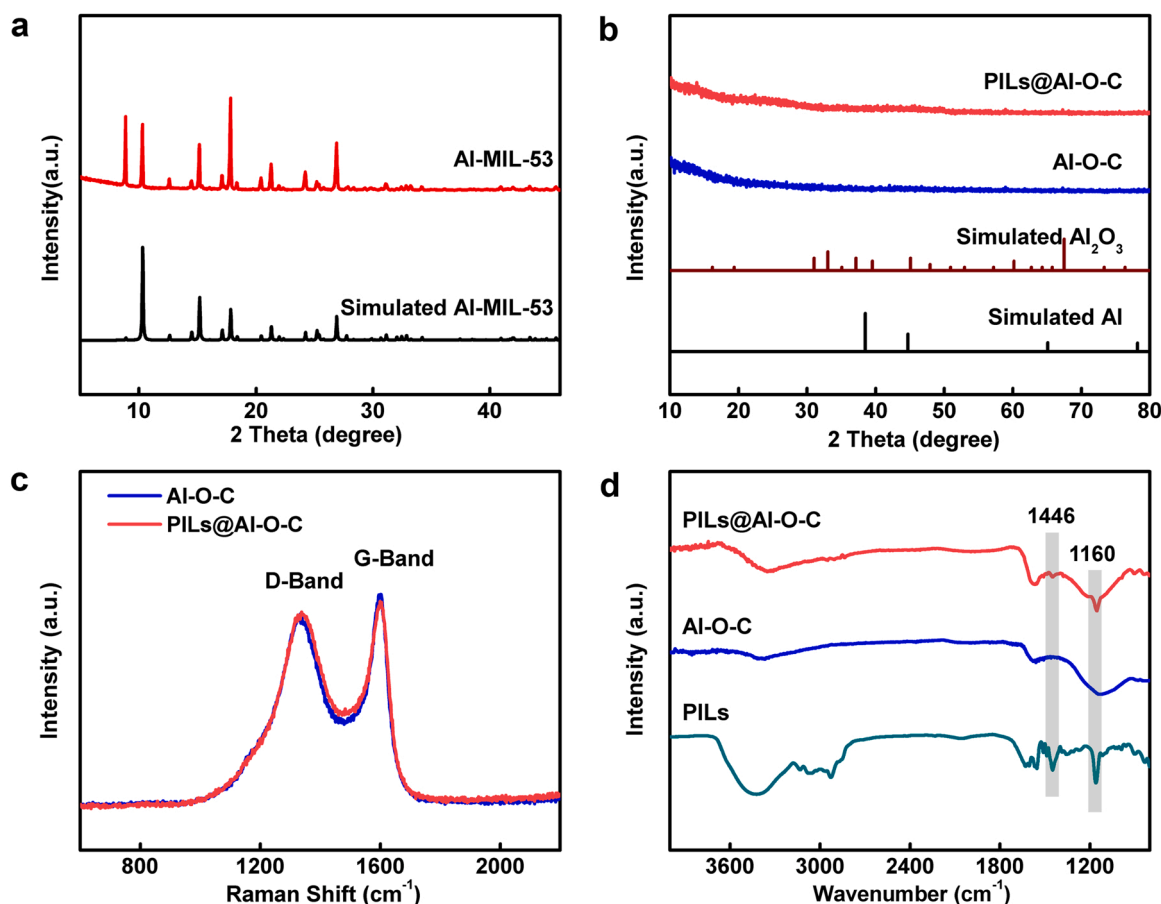 a
Intensity(a.u.)
Al-MIL-53
Simulated Al-MIL-53
10 20 30 40
2 Theta (degree)
b
Intensity(a.u.)
PILs@Al-O-C
Al-O-C
Simulated Al₂O₃
Simulated Al
10 20 30 40 50 60 70 80
2 Theta (degree)
c
Intensity (a.u.)
Al-O-C
PILs@Al-O-C
G-Band
D-Band
800 1200 1600 2000
Raman Shift (cm⁻¹)
d
Intensity (a.u.)
PILs@Al-O-C
1446
1160
Al-O-C
PILs
3600 3000 2400 1800 1200
Wavenumber (cm⁻¹)